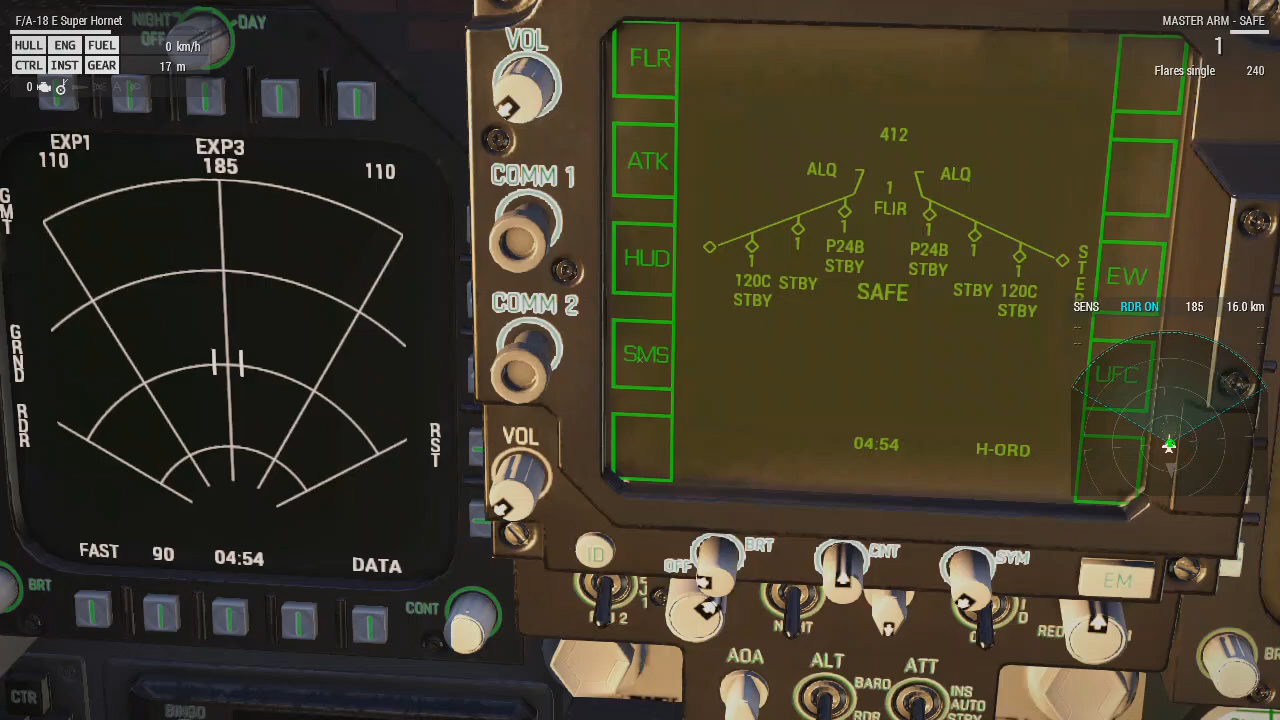 F/A-18 E Super Hornet
HULL ENG FUEL
CTRL INST GEAR
0 km/h
17 m
0
NIGHT
OFF
DAY
MASTER ARM - SAFE
1
Flares single 240
EXP1
110
EXP3
185
110
GMT
GRND
RDR
RST
FAST 90 04:54 DATA
BRT
CONT
CTR
BINGO
VOL
COMM 1
COMM 2
VOL
FLR
ATK
HUD
SMS
EW
UFC
412
ALQ ALQ
1
FLIR
1 1 1 1 1 1
P24B P24B
STBY STBY
120C STBY STBY 120C
STBY STBY
SAFE
04:54
H-ORD
SENS RDR ON 185 16.0 km
ID
OFF
BRT
CNT
SYM
EM
AOA
ALT
BARO
RDR
ATT
INS
AUTO
STBY